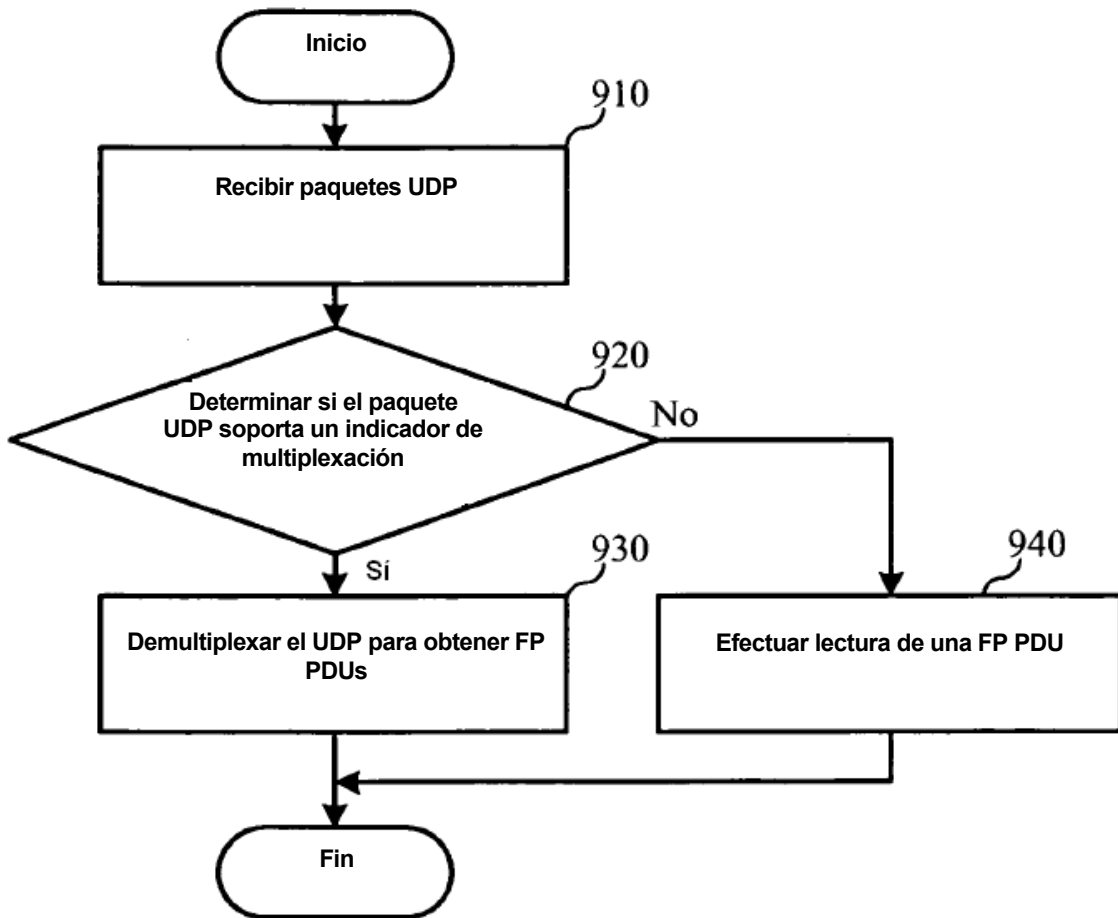 Inicio
910
Recibir paquetes UDP
920
Determinar si el paquete
UDP soporta un indicador de
multiplexación
No
Sí
930
Demultiplexar el UDP para obtener FP
PDUs
940
Efectuar lectura de una FP PDU
Fin